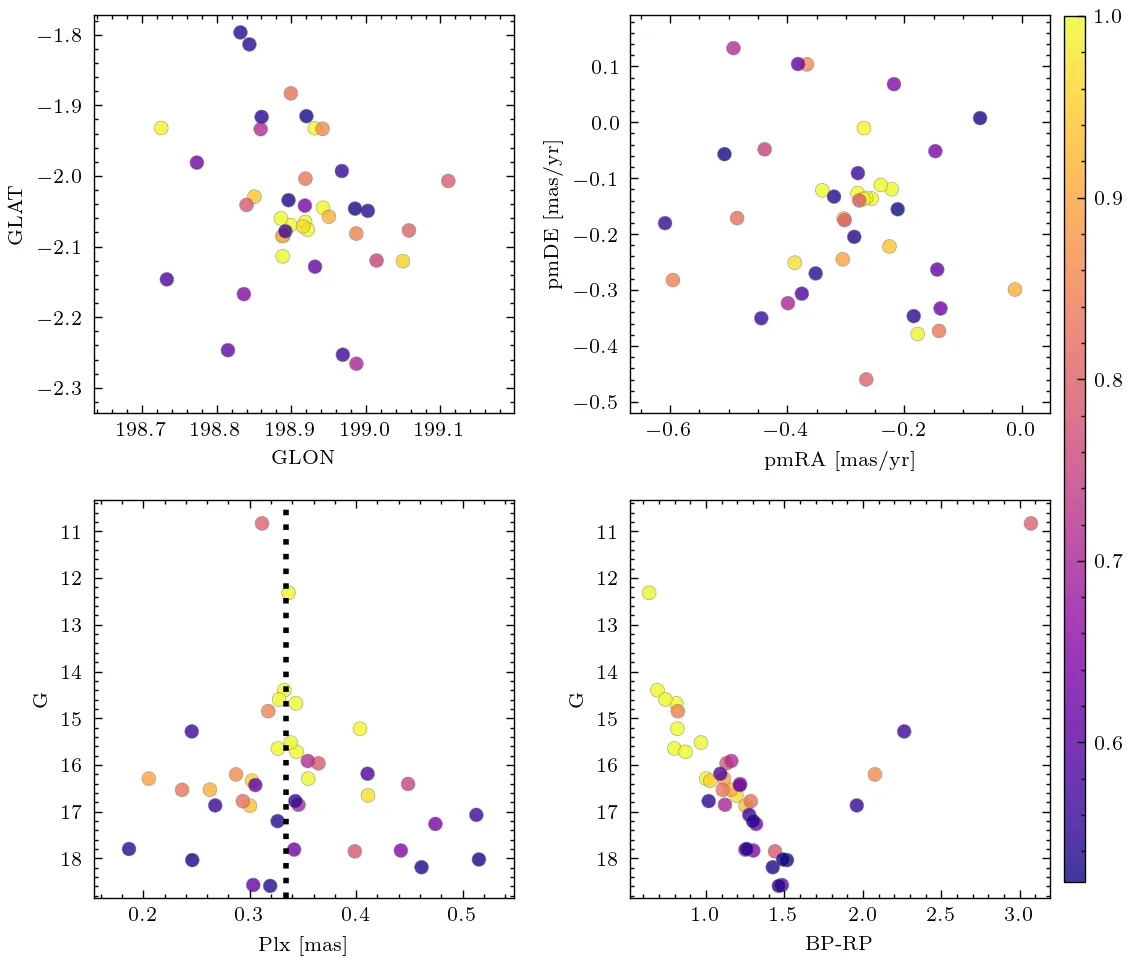 −1.8
−1.9
−2.0
−2.1
−2.2
−2.3
GLAT
198.7 198.8 198.9 199.0 199.1
GLON
0.1
0.0
−0.1
−0.2
−0.3
−0.4
−0.5
pmDE [mas/yr]
−0.6 −0.4 −0.2 0.0
pmRA [mas/yr]
1.0
0.9
0.8
0.7
0.6
11
12
13
14
15
16
17
18
G
0.2 0.3 0.4 0.5
Plx [mas]
11
12
13
14
15
16
17
18
G
1.0 1.5 2.0 2.5 3.0
BP-RP